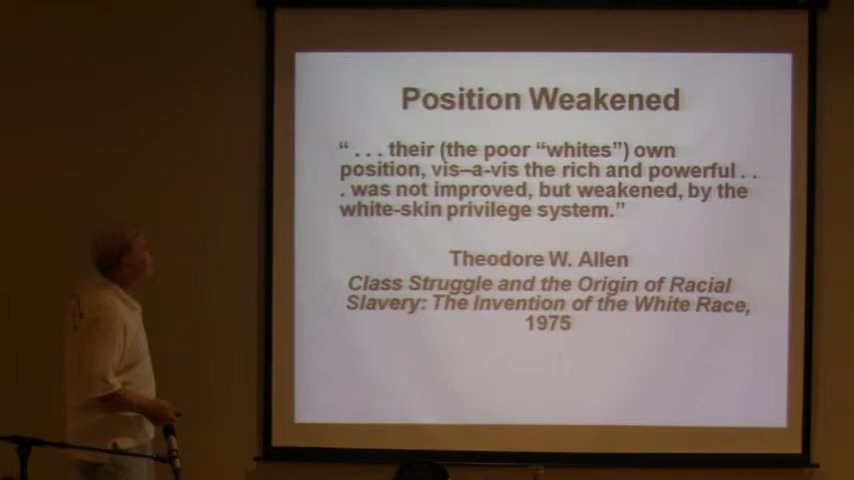 Position Weakened
“ . . . their (the poor “whites”) own
position, vis–a-vis the rich and powerful . .
. was not improved, but weakened, by the
white-skin privilege system.”
Theodore W. Allen
Class Struggle and the Origin of Racial
Slavery: The Invention of the White Race,
1975